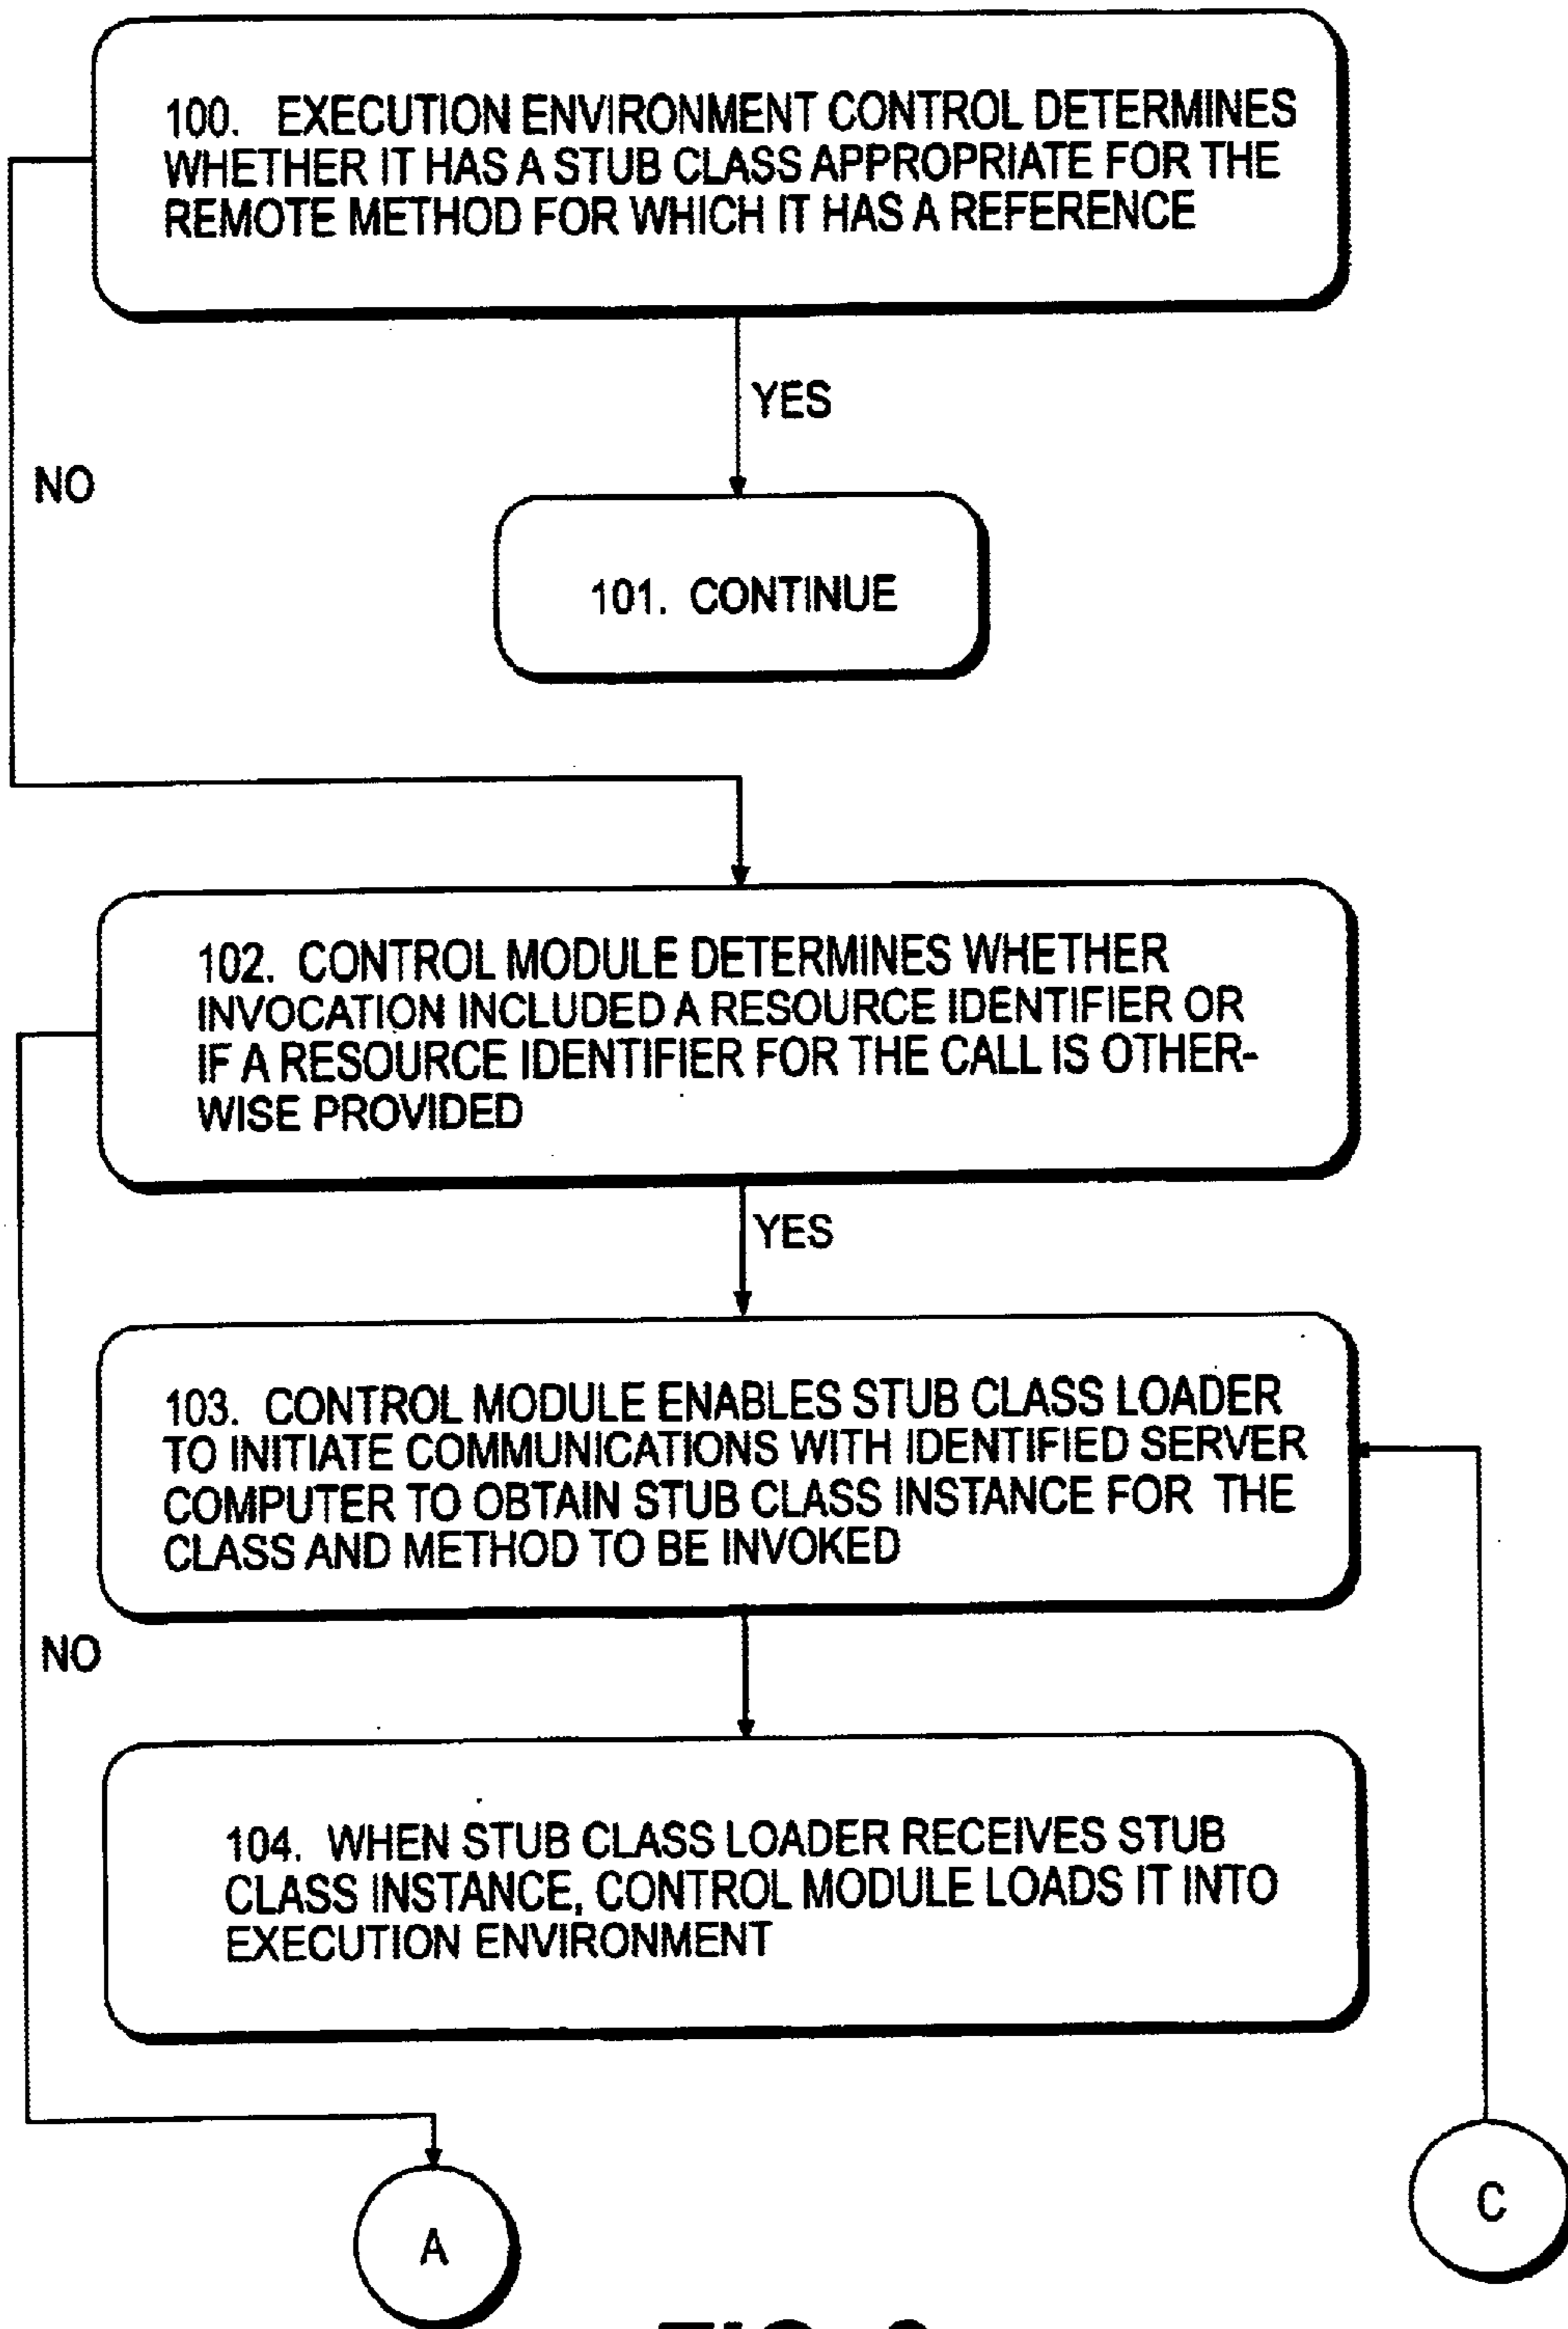 100. EXECUTION ENVIRONMENT CONTROL DETERMINES
WHETHER IT HAS A STUB CLASS APPROPRIATE FOR THE
REMOTE METHOD FOR WHICH IT HAS A REFERENCE
YES
NO
101. CONTINUE
102. CONTROL MODULE DETERMINES WHETHER
INVOCATION INCLUDED A RESOURCE IDENTIFIER OR
IF A RESOURCE IDENTIFIER FOR THE CALL IS OTHER-
WISE PROVIDED
YES
103. CONTROL MODULE ENABLES STUB CLASS LOADER
TO INITIATE COMMUNICATIONS WITH IDENTIFIED SERVER
COMPUTER TO OBTAIN STUB CLASS INSTANCE FOR THE
CLASS AND METHOD TO BE INVOKED
NO
104. WHEN STUB CLASS LOADER RECEIVES STUB
CLASS INSTANCE, CONTROL MODULE LOADS IT INTO
EXECUTION ENVIRONMENT
C
A